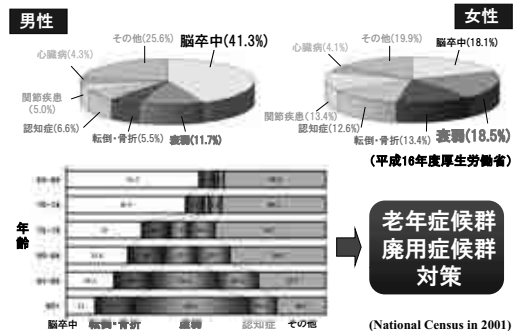 男性
その他(25.6%)
脳卒中(41.3%)
心臓病(4.3%)
関節疾患
(5.0%)
認知症(6.6%)
転倒・骨折(5.5%)
衰弱(11.7%)
女性
その他(19.9%)
脳卒中(18.1%)
心臓病(4.1%)
関節疾患(13.4%)
認知症(12.6%)
転倒・骨折(13.4%)
衰弱(18.5%)
(平成16年度厚生労働省)
年齢
脳卒中
転倒・骨折
衰弱
認知症
その他
老年症候群
廃用症候群
対策
(National Census in 2001)